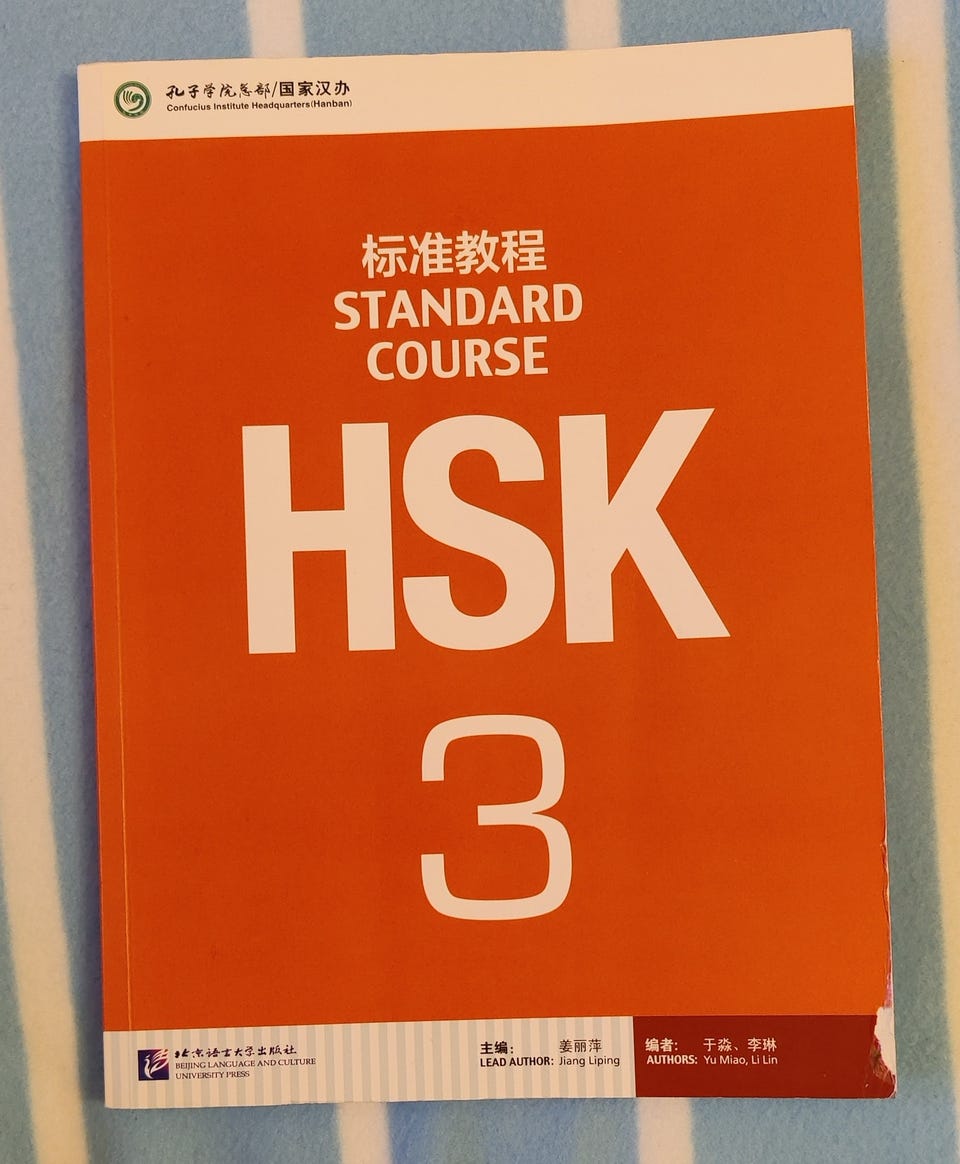 孔子学院总部/国家汉办
Confucius Institute Headquarters(Hanban)
标准教程
STANDARD
COURSE
HSK
3
北京语言大学出版社
BEIJING LANGUAGE AND CULTURE
UNIVERSITY PRESS
主编: 姜丽萍
LEAD AUTHOR: Jiang Liping
编者: 于淼、李琳
AUTHORS: Yu Miao, Li Lin